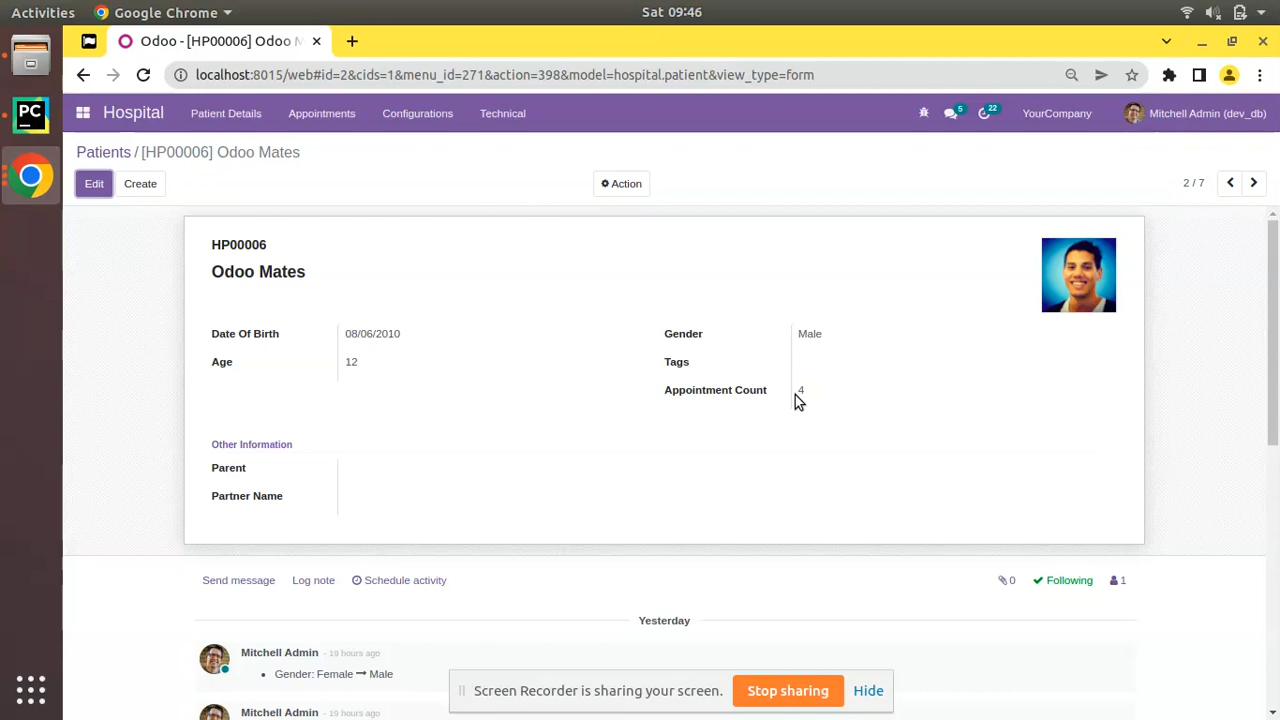 Activities Google Chrome Sat 09:46
Odoo - [HP00006] Odoo M
localhost:8015/web#id=2&cids=1&menu_id=271&action=398&model=hospital.patient&view_type=form
Hospital Patient Details Appointments Configurations Technical 5 22 YourCompany Mitchell Admin (dev_db)
Patients / [HP00006] Odoo Mates
Edit Create Action 2 / 7
HP00006
Odoo Mates
Date Of Birth 08/06/2010 Gender Male
Age 12 Tags
Appointment Count 4
Other Information
Parent
Partner Name
Send message Log note Schedule activity 0 Following 1
Yesterday
Mitchell Admin - 19 hours ago
• Gender: Female → Male
Screen Recorder is sharing your screen. Stop sharing Hide
Mitchell Admin - 19 hours ago
PC